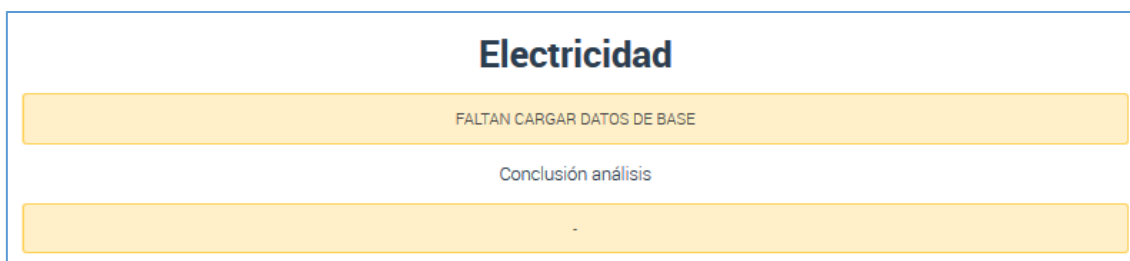 Electricidad
FALTAN CARGAR DATOS DE BASE
Conclusión análisis
-